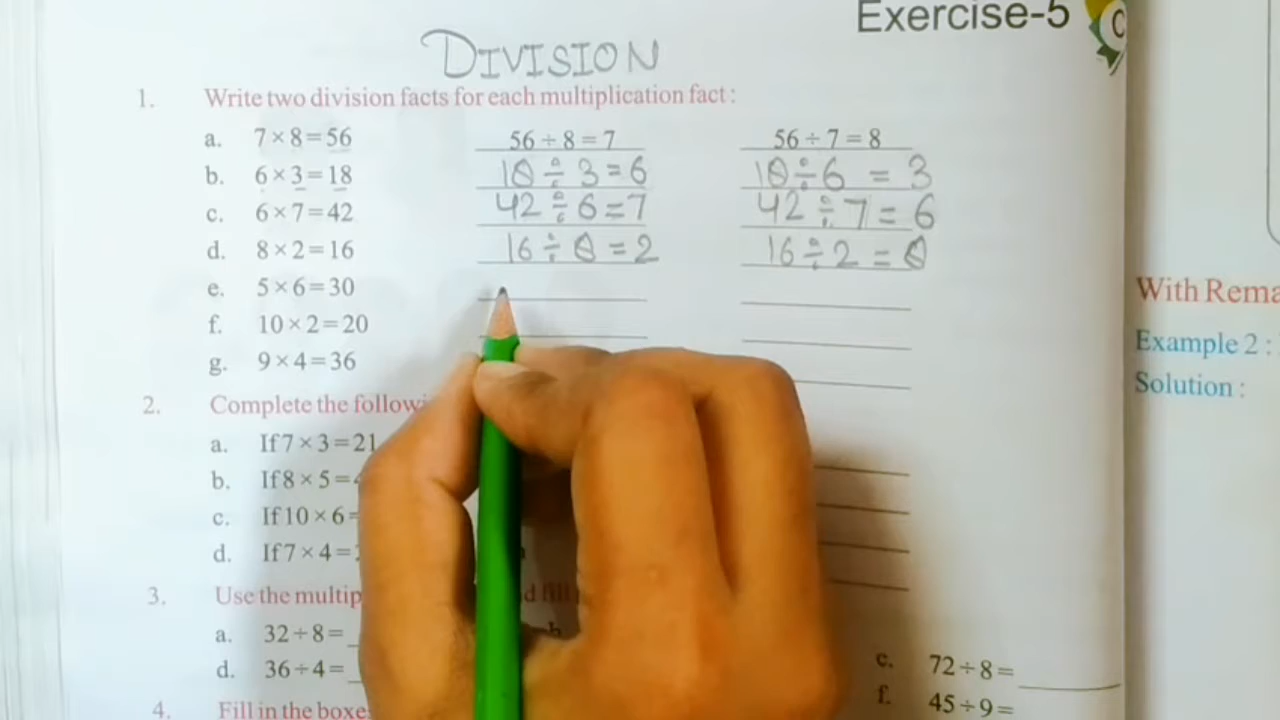 Exercise-5
DIVISION
1. Write two division facts for each multiplication fact :
a. 7 × 8 = 56 56 ÷ 8 = 7 56 ÷ 7 = 8
b. 6 × 3 = 18 18 ÷ 3 = 6 18 ÷ 6 = 3
c. 6 × 7 = 42 42 ÷ 6 = 7 42 ÷ 7 = 6
d. 8 × 2 = 16 16 ÷ 8 = 2 16 ÷ 2 = 8
e. 5 × 6 = 30
f. 10 × 2 = 20
g. 9 × 4 = 36
2. Complete the
a. If 7 × 3 = 21
b. If 8 × 5 =
c. If 10 × 6 =
d. If 7 × 4 =
3. Use the
a. 32 ÷ 8 =
c. 72 ÷ 8 =
d. 36 ÷ 4 =
f. 45 ÷ 9 =
4. Fill in the
With
Example 2 :
Solution :